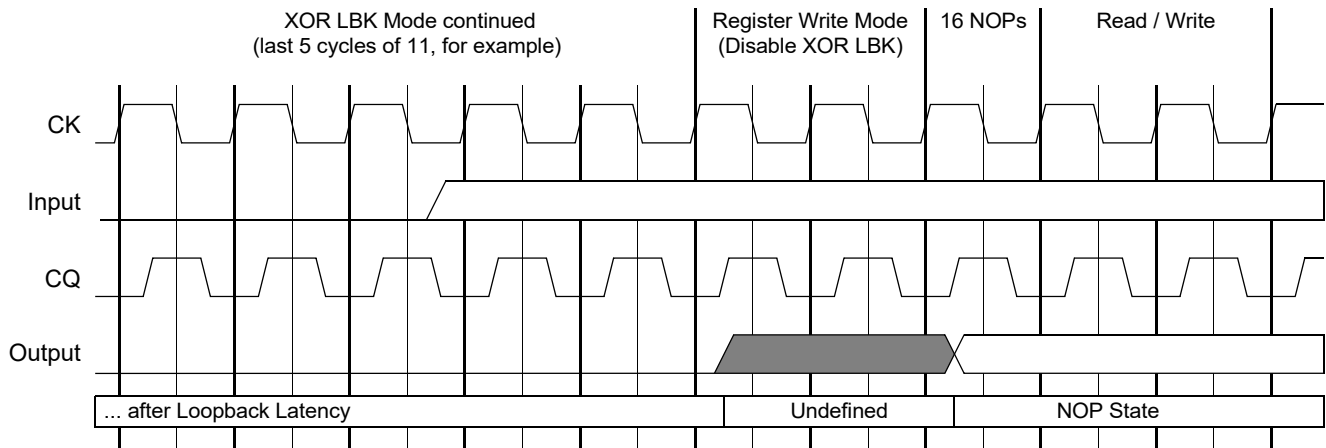 XOR LBK Mode continued
(last 5 cycles of 11, for example)
Register Write Mode
(Disable XOR LBK)
16 NOPs
Read / Write
CK
Input
CQ
Output
... after Loopback Latency
Undefined
NOP State